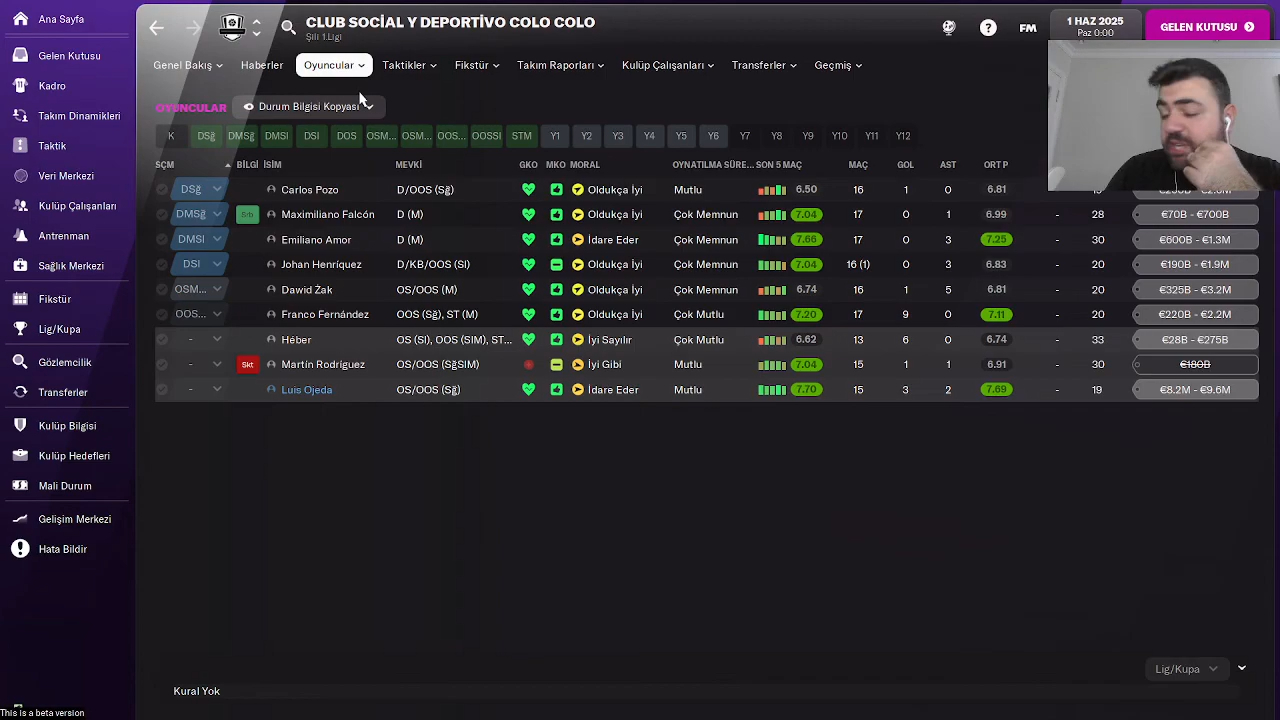 Ana Sayfa
Gelen Kutusu
Kadro
Takım Dinamikleri
Taktik
Veri Merkezi
Kulüp Çalışanları
Antrenman
Sağlık Merkezi
Fikstür
Lig/Kupa
Gözlemcilik
Transferler
Kulüp Bilgisi
Kulüp Hedefleri
Mali Durum
Gelişim Merkezi
Hata Bildir
This is a beta version
CLUB SOCİAL Y DEPORTİVO COLO COLO
Şili 1.Ligi
FM
1 HAZ 2025
Paz 0:00
GELEN KUTUSU
Genel Bakış Haberler Oyuncular Taktikler Fikstür Takım Raporları Kulüp Çalışanları Transferler Geçmiş
OYUNCULAR Durum Bilgisi Kopyası
K DSğ DMSğ DMSI DSI DOS OSM... OSM... OOS... OOSSI STM Y1 Y2 Y3 Y4 Y5 Y6 Y7 Y8 Y9 Y10 Y11 Y12
SÇM BİLGİ İSİM MEVKİ GKO MKO MORAL OYNATILMA SÜRE... SON 5 MAÇ MAÇ GOL AST ORT P
DSğ Carlos Pozo D/OOS (Sğ) Oldukça İyi Mutlu 6.50 16 1 0 6.81
DMSğ Srb Maximiliano Falcón D (M) Oldukça İyi Çok Memnun 7.04 17 0 1 6.99 - 28 €70B - €700B
DMSI Emiliano Amor D (M) İdare Eder Çok Memnun 7.66 17 0 3 7.25 - 30 €600B - €1.3M
DSI Johan Henríquez D/KB/OOS (SI) Oldukça İyi Çok Memnun 7.04 16 (1) 0 3 6.83 - 20 €190B - €1.9M
OSM... Dawid Żak OS/OOS (M) Oldukça İyi Çok Memnun 6.74 16 1 5 6.81 - 20 €325B - €3.2M
OOS... Franco Fernández OOS (Sğ), ST (M) Oldukça İyi Çok Mutlu 7.20 17 9 0 7.11 - 20 €220B - €2.2M
- Héber OS (SI), OOS (SIM), ST... İyi Sayılır Çok Mutlu 6.62 13 6 0 6.74 - 33 €28B - €275B
- Skt Martín Rodríguez OS/OOS (SğSIM) İyi Gibi Mutlu 7.04 15 1 1 6.91 - 30 €180B
- Luis Ojeda OS/OOS (Sğ) İdare Eder Mutlu 7.70 15 3 2 7.69 - 19 €8.2M - €9.6M
Lig/Kupa
Kural Yok